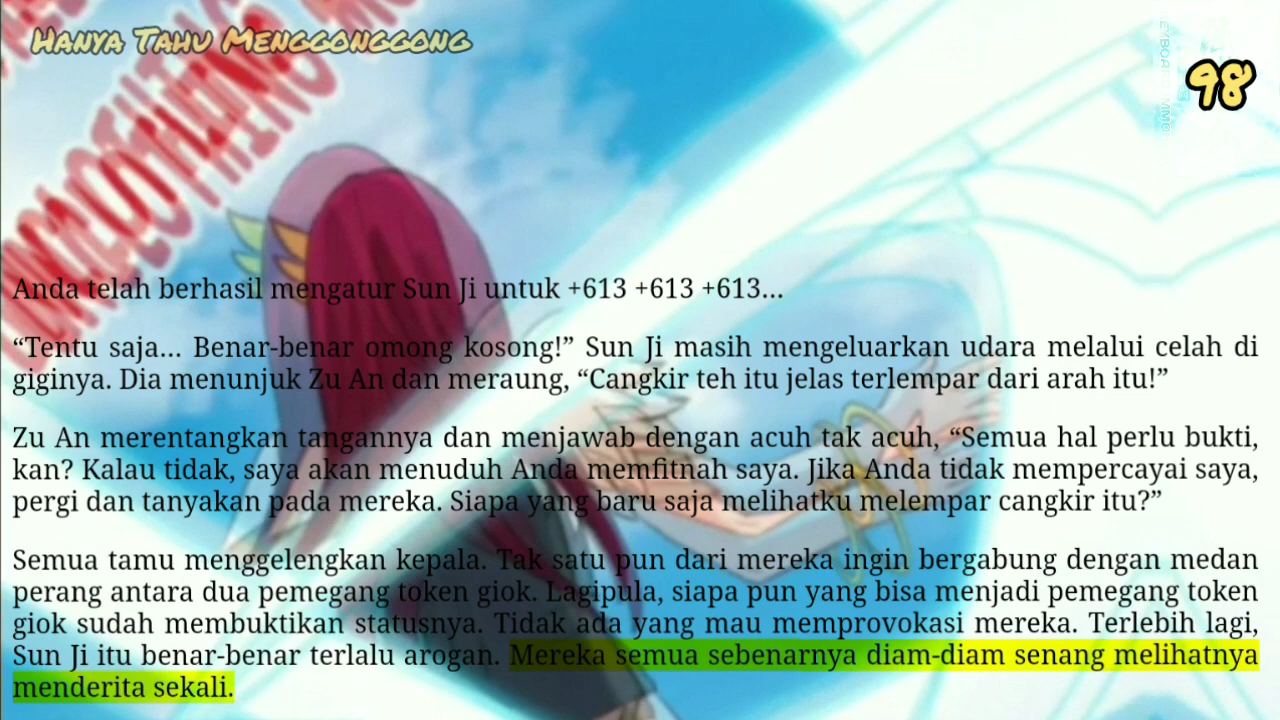 Hanya Tahu Menggonggong
98
Anda telah berhasil mengatur Sun Ji untuk +613 +613 +613...
“Tentu saja... Benar-benar omong kosong!” Sun Ji masih mengeluarkan udara melalui celah di
giginya. Dia menunjuk Zu An dan meraung, “Cangkir teh itu jelas terlempar dari arah itu!”
Zu An merentangkan tangannya dan menjawab dengan acuh tak acuh, “Semua hal perlu bukti,
kan? Kalau tidak, saya akan menuduh Anda memfitnah saya. Jika Anda tidak mempercayai saya,
pergi dan tanyakan pada mereka. Siapa yang baru saja melihatku melempar cangkir itu?”
Semua tamu menggelengkan kepala. Tak satu pun dari mereka ingin bergabung dengan medan
perang antara dua pemegang token giok. Lagipula, siapa pun yang bisa menjadi pemegang token
giok sudah membuktikan statusnya. Tidak ada yang mau memprovokasi mereka. Terlebih lagi,
Sun Ji itu benar-benar terlalu arogan. Mereka semua sebenarnya diam-diam senang melihatnya
menderita sekali.